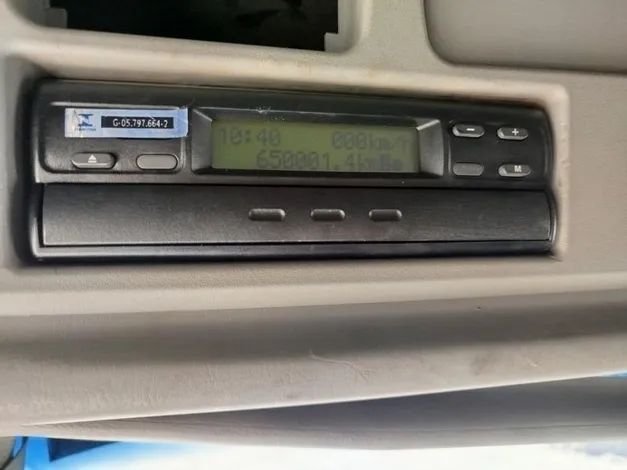 G-05.797.664-2
10:40 000km/h
650001.4km
- +
M